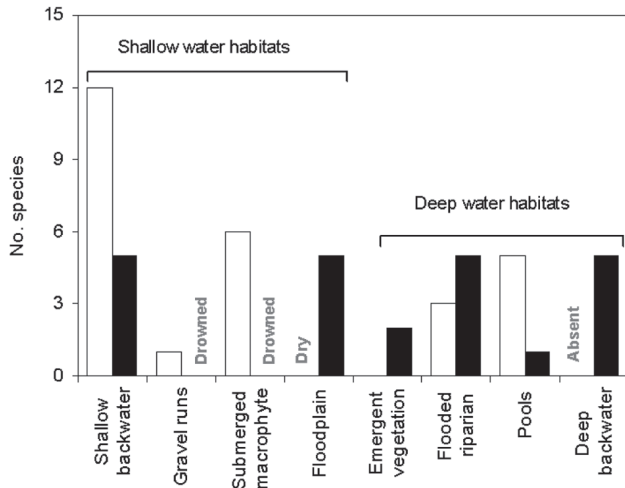 15
12
9
6
3
0
No. species
Shallow water habitats
Deep water habitats
Drowned
Drowned
Dry
Absent
Shallow
backwater
Gravel runs
Submerged
macrophyte
Floodplain
Emergent
vegetation
Flooded
riparian
Pools
Deep
backwater